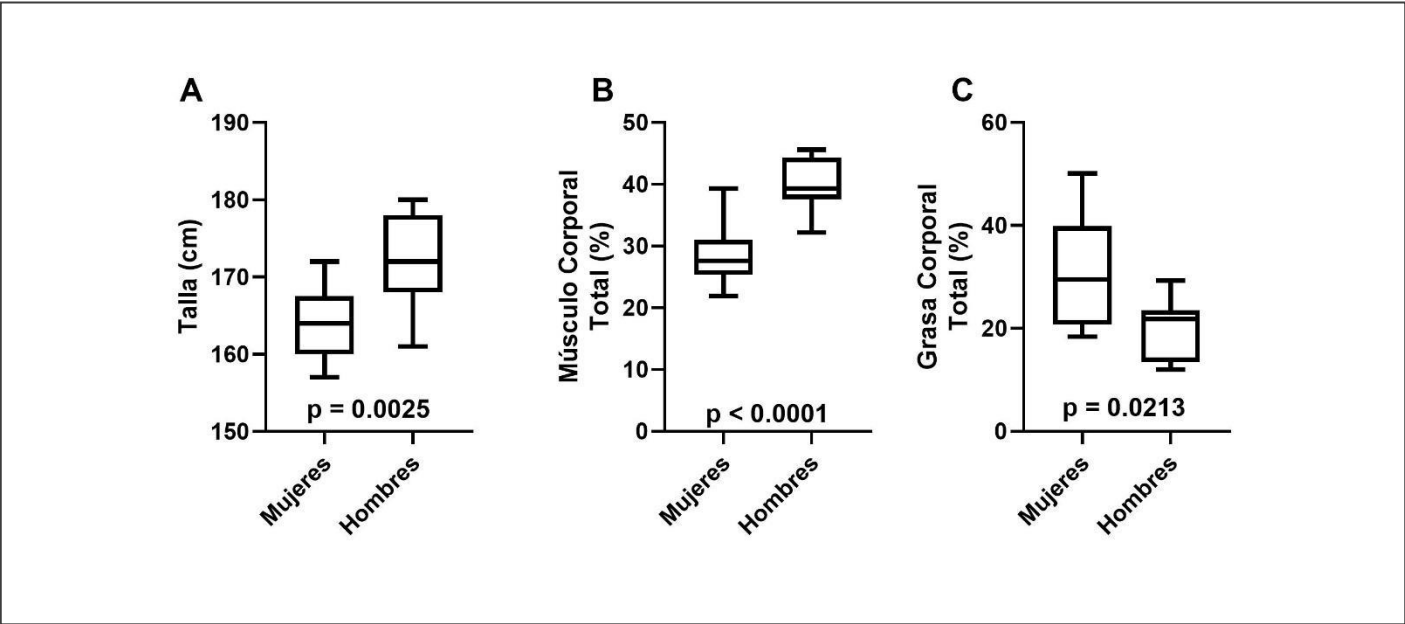 A
190
180
170
160
150
Talla (cm)
p = 0.0025
Mujeres
Hombres
B
50
40
30
20
10
0
Músculo Corporal
Total (%)
p < 0.0001
Mujeres
Hombres
C
60
40
20
0
Grasa Corporal
Total (%)
p = 0.0213
Mujeres
Hombres